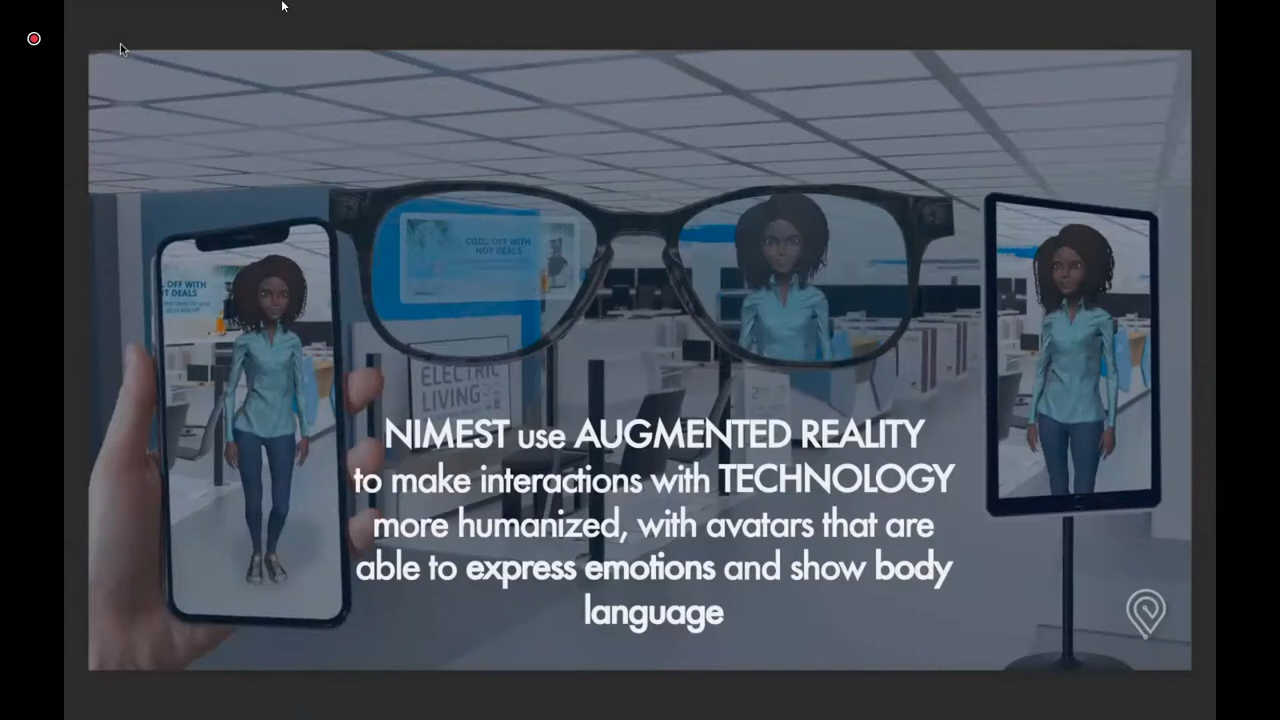 COOL OFF WITH
HOT DEALS
OFF WITH
DEALS
ELECTRIC
LIVING
NIMEST use AUGMENTED REALITY
to make interactions with TECHNOLOGY
more humanized, with avatars that are
able to express emotions and show body
language